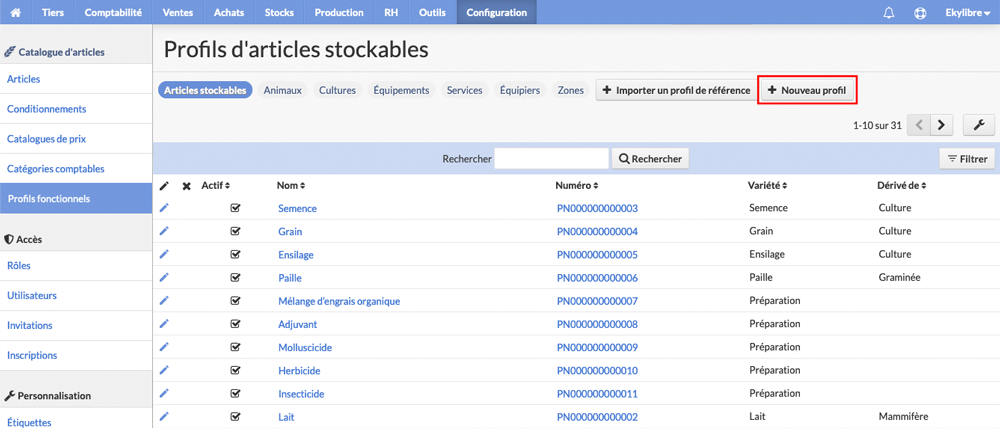 Tiers Comptabilité Ventes Achats Stocks Production RH Outils Configuration Ekylibre
Catalogue d'articles
Articles
Conditionnements
Catalogues de prix
Catégories comptables
Profils fonctionnels
Accès
Rôles
Utilisateurs
Invitations
Inscriptions
Personnalisation
Étiquettes
Profils d'articles stockables
Articles stockables Animaux Cultures Équipements Services Équipiers Zones Importer un profil de référence Nouveau profil
1-10 sur 31
Rechercher Rechercher Filtrer
Actif Nom Numéro Variété Dérivé de
Semence PN000000000003 Semence Culture
Grain PN000000000004 Grain Culture
Ensilage PN000000000005 Ensilage Culture
Paille PN000000000006 Paille Graminée
Mélange d'engrais organique PN000000000007 Préparation
Adjuvant PN000000000008 Préparation
Molluscicide PN000000000009 Préparation
Herbicide PN000000000010 Préparation
Insecticide PN000000000011 Préparation
Lait PN000000000002 Lait Mammifère